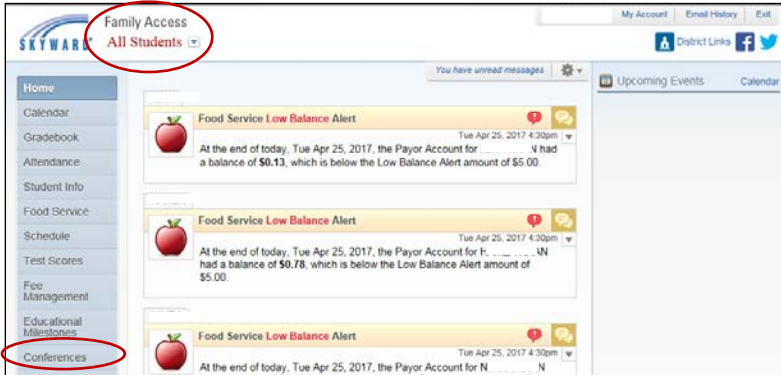 Family Access
My Account Email History Exit
SKYWARD
All Students
District Links
You have unread messages
Upcoming Events Calendar
Home
Calendar
Gradebook
Attendance
Student Info
Food Service
Schedule
Test Scores
Fee
Management
Educational
Milestones
Conferences
Food Service Low Balance Alert
Tue Apr 25, 2017 4:30pm
At the end of today, Tue Apr 25, 2017, the Payor Account for N had
a balance of $0.13, which is below the Low Balance Alert amount of $5.00.
Food Service Low Balance Alert
Tue Apr 25, 2017 4:30pm
At the end of today, Tue Apr 25, 2017, the Payor Account for H
had a balance of $0.78, which is below the Low Balance Alert amount of
$5.00.
Food Service Low Balance Alert
Tue Apr 25, 2017 4:30pm
At the end of today, Tue Apr 25, 2017, the Payor Account for N N